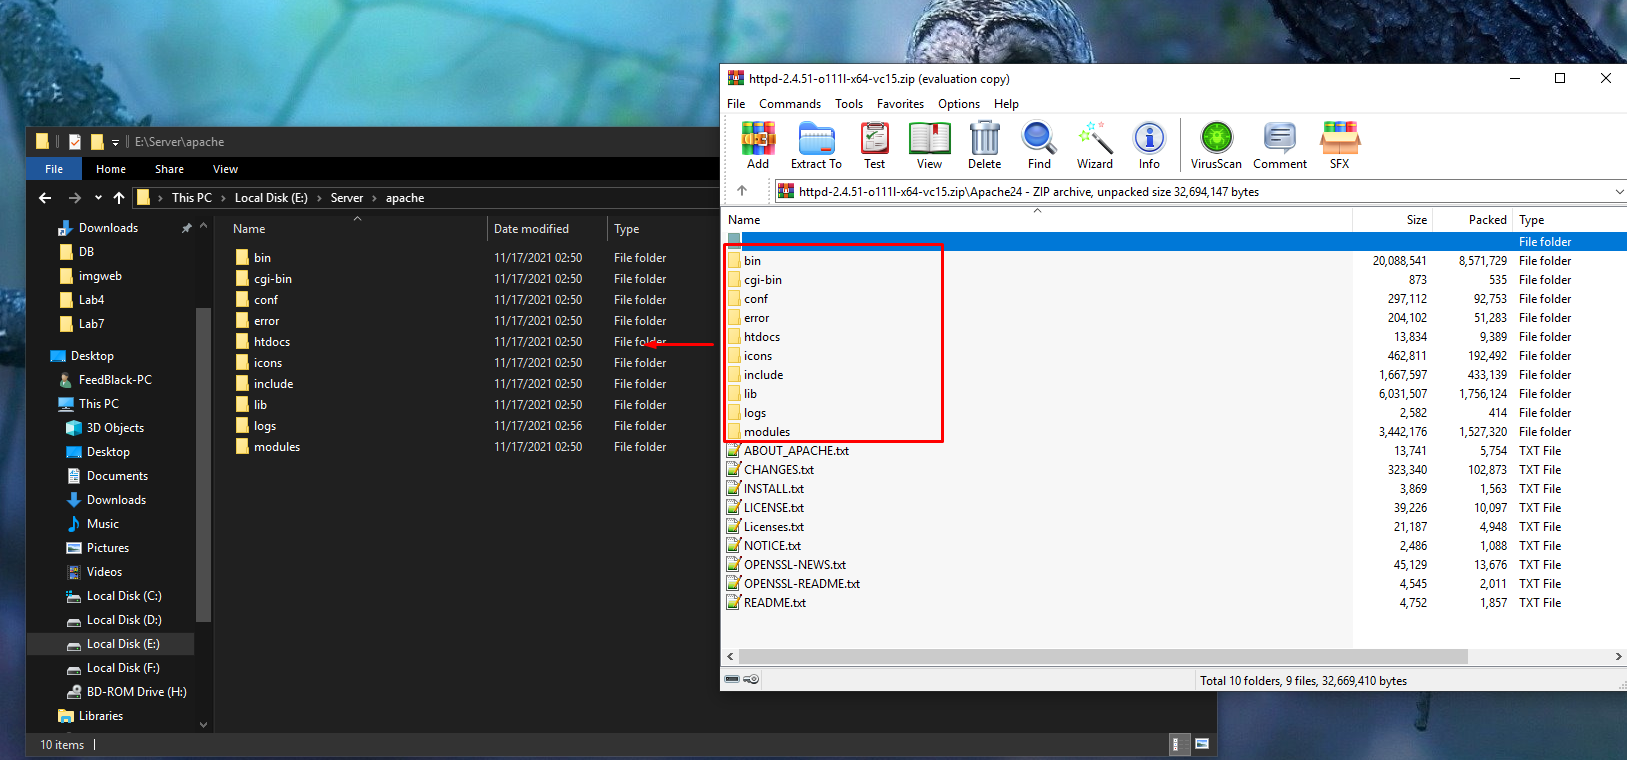 E:\Server\apache
File Home Share View
This PC Local Disk (E:) Server apache
Downloads
DB
imgweb
Lab4
Lab7
Desktop
FeedBlack-PC
This PC
3D Objects
Desktop
Documents
Downloads
Music
Pictures
Videos
Local Disk (C:)
Local Disk (D:)
Local Disk (E:)
Local Disk (F:)
BD-ROM Drive (H:)
Libraries
Name Date modified Type
bin 11/17/2021 02:50 File folder
cgi-bin 11/17/2021 02:50 File folder
conf 11/17/2021 02:50 File folder
error 11/17/2021 02:50 File folder
htdocs 11/17/2021 02:50 File folder
icons 11/17/2021 02:50 File folder
include 11/17/2021 02:50 File folder
lib 11/17/2021 02:50 File folder
logs 11/17/2021 02:56 File folder
modules 11/17/2021 02:50 File folder
10 items
httpd-2.4.51-o111l-x64-vc15.zip (evaluation copy)
File Commands Tools Favorites Options Help
Add Extract To Test View Delete Find Wizard Info VirusScan Comment SFX
httpd-2.4.51-o111l-x64-vc15.zip\Apache24 - ZIP archive, unpacked size 32,694,147 bytes
Name Size Packed Type
File folder
bin 20,088,541 8,571,729 File folder
cgi-bin 873 535 File folder
conf 297,112 92,753 File folder
error 204,102 51,283 File folder
htdocs 13,834 9,389 File folder
icons 462,811 192,492 File folder
include 1,667,597 433,139 File folder
lib 6,031,507 1,756,124 File folder
logs 2,582 414 File folder
modules 3,442,176 1,527,320 File folder
ABOUT_APACHE.txt 13,741 5,754 TXT File
CHANGES.txt 323,340 102,873 TXT File
INSTALL.txt 3,869 1,563 TXT File
LICENSE.txt 39,226 10,097 TXT File
Licenses.txt 21,187 4,948 TXT File
NOTICE.txt 2,486 1,088 TXT File
OPENSSL-NEWS.txt 45,129 13,676 TXT File
OPENSSL-README.txt 4,545 2,011 TXT File
README.txt 4,752 1,857 TXT File
Total 10 folders, 9 files, 32,669,410 bytes